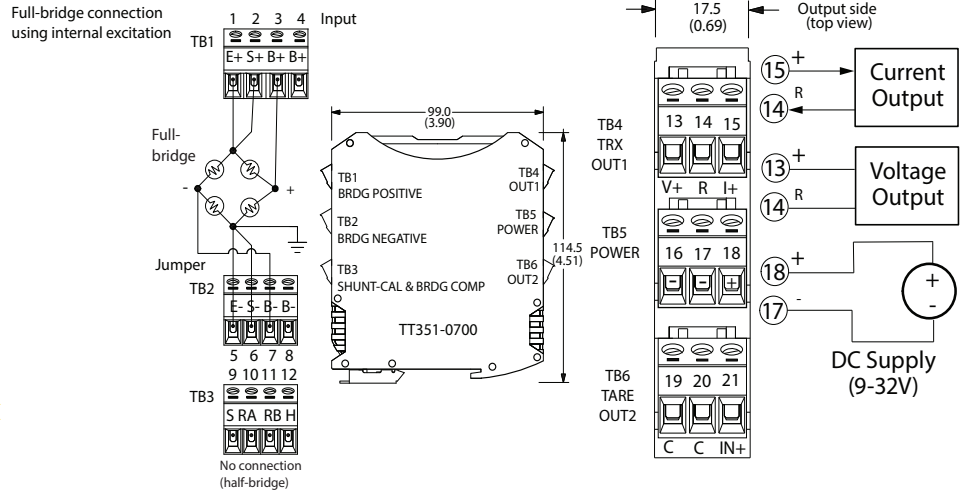 Full-bridge connection
using internal excitation
1 2 3 4 Input
TB1
E+ S+ B+ B+
Full-
bridge
- +
Jumper
TB2
E- S- B- B-
5 6 7 8
9 10 11 12
TB3
S RA RB H
No connection
(half-bridge)
99.0
(3.90)
TB1
BRDG POSITIVE
TB2
BRDG NEGATIVE
TB3
SHUNT-CAL & BRDG COMP
TB4
OUT1
TB5
POWER
TB6
OUT2
TT351-0700
114.5
(4.51)
17.5
(0.69)
Output side
(top view)
TB4
TRX
OUT1
13 14 15
V+ R I+
TB5
POWER
16 17 18
- - +
TB6
TARE
OUT2
19 20 21
C C IN+
15 +
14 R
Current
Output
13 +
14 R
Voltage
Output
18 +
17 -
+
-
DC Supply
(9-32V)